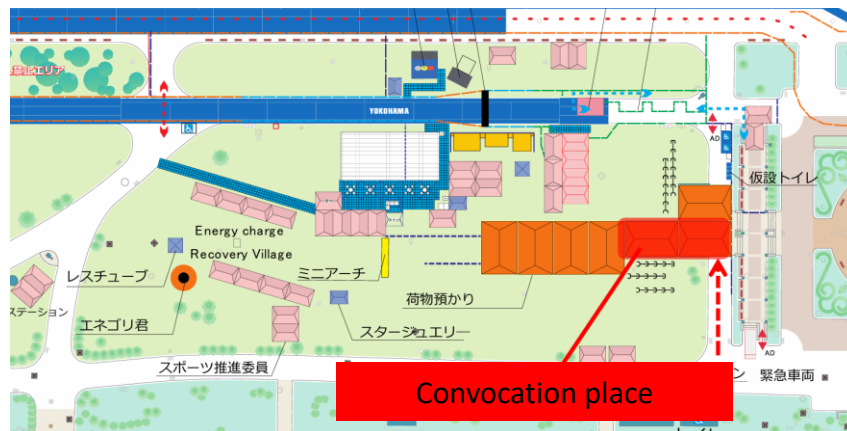 禁止エリア
YOKOHAMA
AD
仮設トイレ
Energy charge
Recovery Village
レスチューブ
ミニアーチ
荷物預かり
ステーション
エネゴリ君
スタージュエリー
スポーツ推進委員
AD
Convocation place
ン
緊急車両